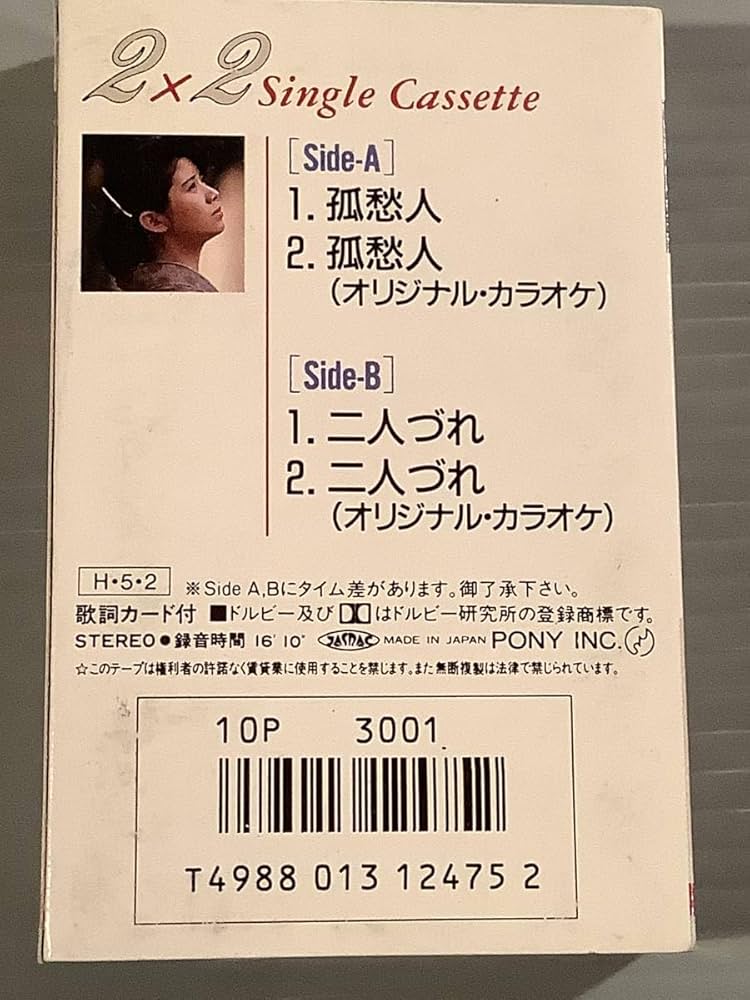 2×2 Single Cassette
[Side-A]
1. 孤愁人
2. 孤愁人
(オリジナル・カラオケ)
[Side-B]
1. 二人づれ
2. 二人づれ
(オリジナル・カラオケ)
H・5・2 ※Side A,Bにタイム差があります。御了承下さい。
歌詞カード付 ■ドルビー及び はドルビー研究所の登録商標です。
STEREO●録音時間 16' 10" JASRAC MADE IN JAPAN PONY INC.
☆このテープは権利者の許諾なく賃貸業に使用することを禁じます。また無断複製は法律で禁じられています。
10P 3001
T4988 013 12475 2